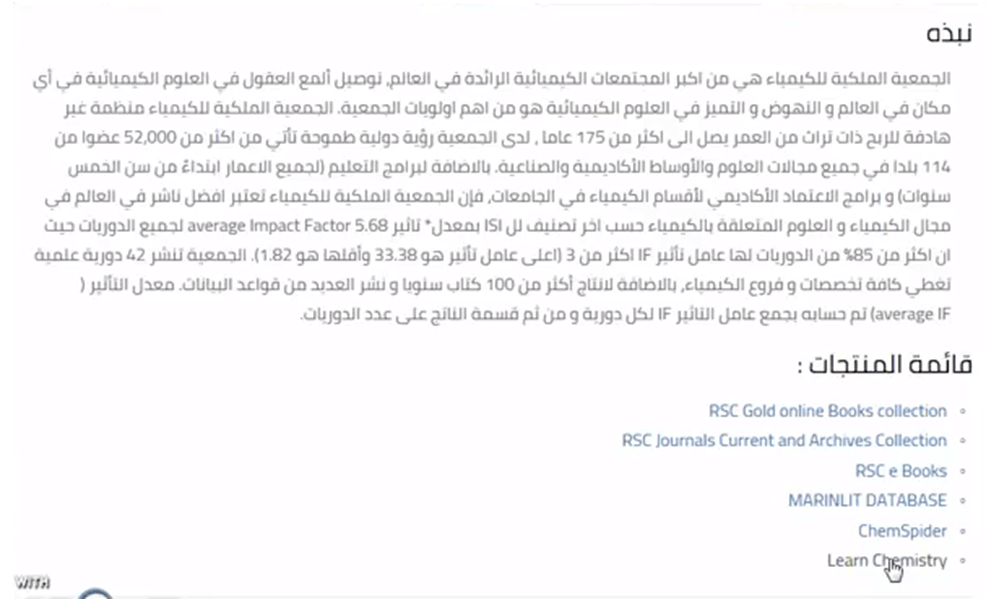 نبذه
الجمعية الملكية للكيمياء هي من اكبر المجتمعات الكيميائية الرائدة في العالم, توصيل ألمع العقول في العلوم الكيميائية في أي
مكان في العالم و النهوض و التميز في العلوم الكيميائية هو من اهم اولويات الجمعية. الجمعية الملكية للكيمياء منظمة غير
هادفة للربح ذات تراث من العمر يصل الى اكثر من 175 عاما , لدى الجمعية رؤية دولية طموحة تأتي من اكثر من 52,000 عضوا من
114 بلدا في جميع مجالات العلوم والأوساط الأكاديمية والصناعية. بالاضافة لبرامج التعليم (لجميع الاعمار ابتداءً من سن الخمس
سنوات) و برامج الاعتماد الأكاديمي لأقسام الكيمياء في الجامعات, فإن الجمعية الملكية للكيمياء تعتبر افضل ناشر في العالم في
مجال الكيمياء و العلوم المتعلقة بالكيمياء حسب اخر تصنيف لل ISI بمعدل* تاثير average Impact Factor 5.68 لجميع الدوريات حيث
ان اكثر من 85% من الدوريات لها عامل تأثير IF اكثر من 3 (اعلى عامل تأثير هو 33.38 وأقلها هو 1.82). الجمعية تنشر 42 دورية علمية
تغطي كافة تخصصات و فروع الكيمياء, بالاضافة لانتاج أكثر من 100 كتاب سنويا و نشر العديد من قواعد البيانات. معدل التأثير (
average IF) تم حسابه بجمع عامل التاثير IF لكل دورية و من ثم قسمة الناتج على عدد الدوريات.
قائمة المنتجات :
RSC Gold online Books collection
RSC Journals Current and Archives Collection
RSC e Books
MARINLIT DATABASE
ChemSpider
Learn Chemistry
WITH